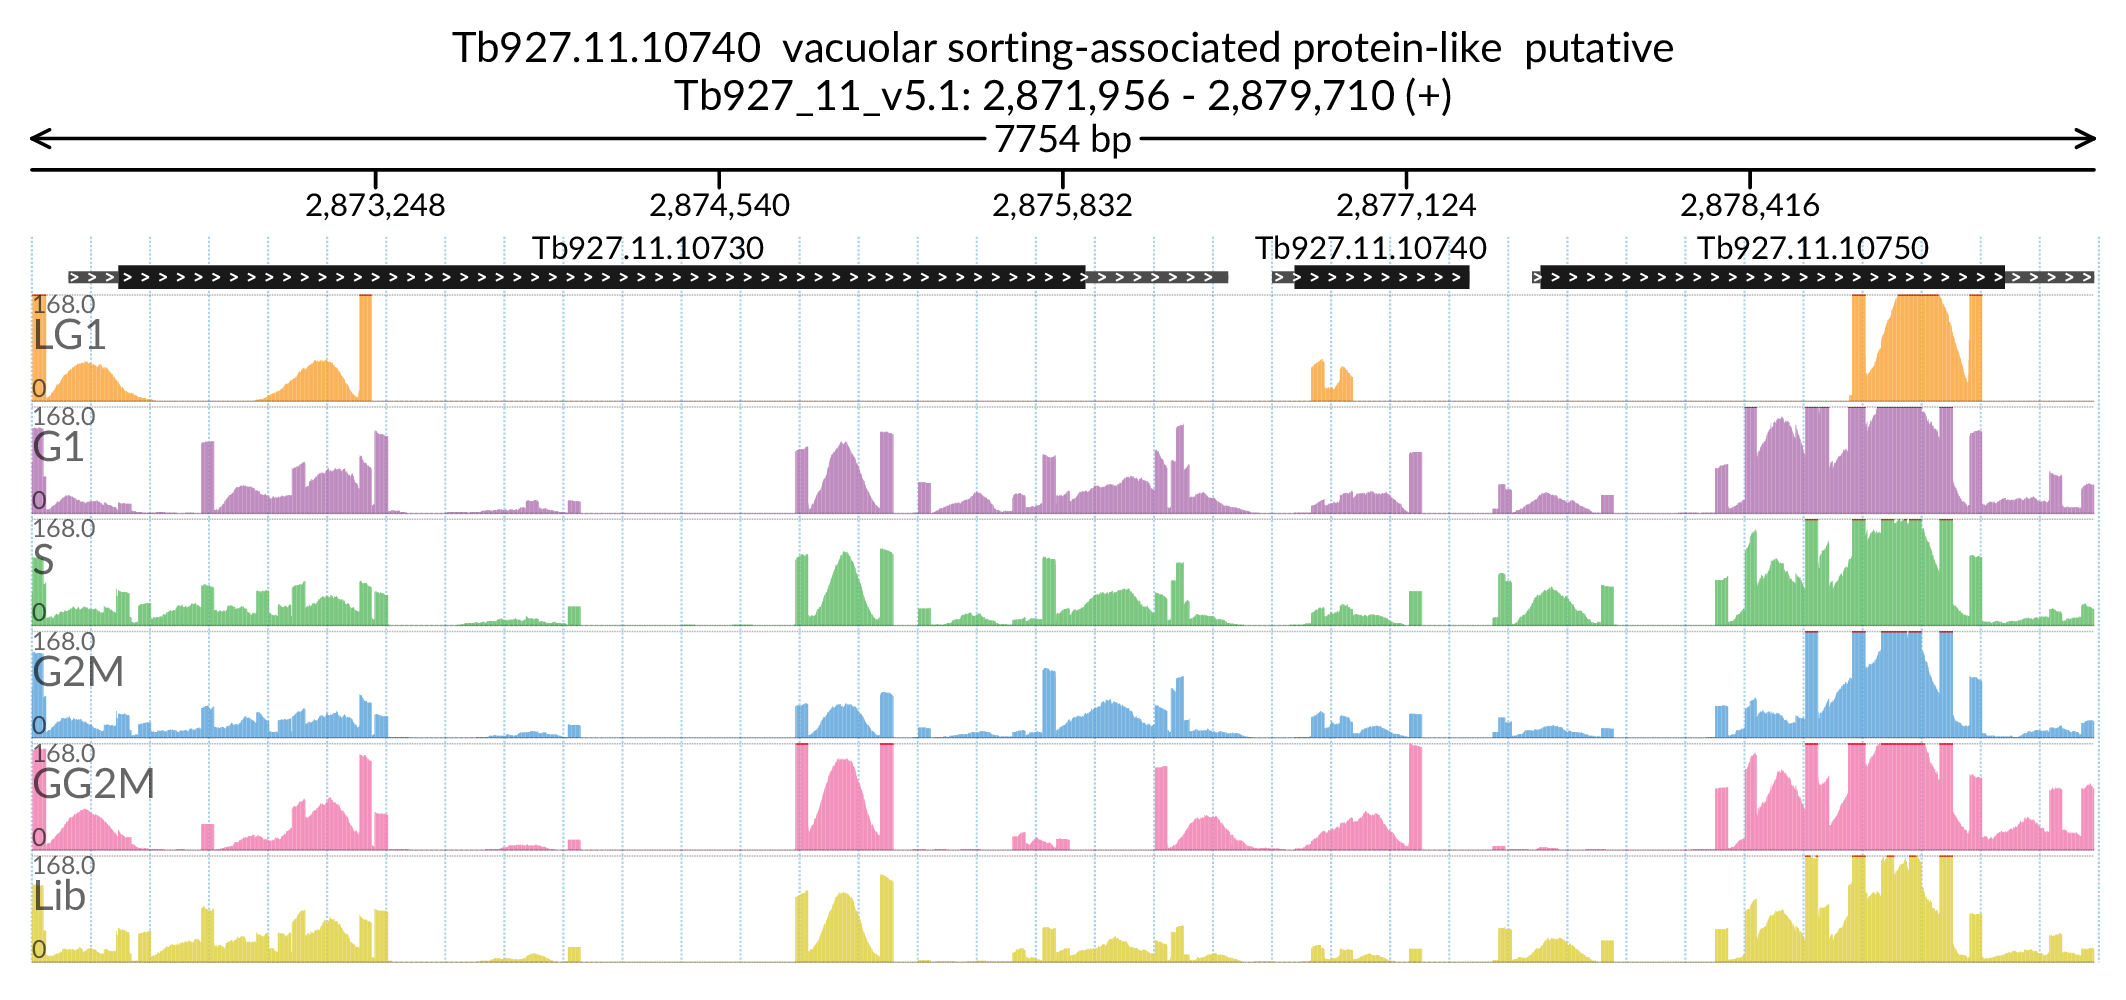 Tb927.11.10740 vacuolar sorting-associated protein-like putative
Tb927_11_v5.1: 2,871,956 - 2,879,710 (+)
7754 bp
2,873,248 2,874,540 2,875,832 2,877,124 2,878,416
Tb927.11.10730 Tb927.11.10740 Tb927.11.10750
168.0
LG1
0
168.0
G1
0
168.0
S
0
168.0
G2M
0
168.0
GG2M
0
168.0
Lib
0